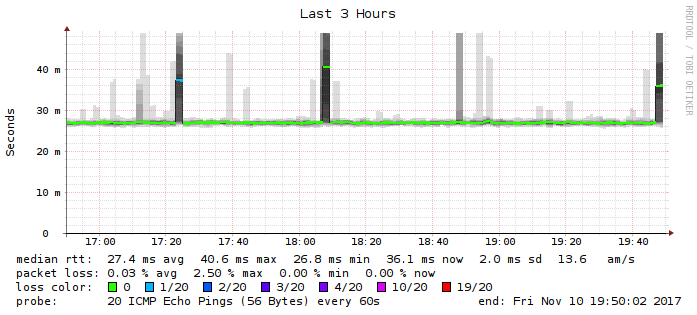 Last 3 Hours
RRDTOOL / TOBI OETIKER
Seconds
40 m
30 m
20 m
10 m
0
17:00 17:20 17:40 18:00 18:20 18:40 19:00 19:20 19:40
median rtt: 27.4 ms avg 40.6 ms max 26.8 ms min 36.1 ms now 2.0 ms sd 13.6 am/s
packet loss: 0.03 % avg 2.50 % max 0.00 % min 0.00 % now
loss color: 0 1/20 2/20 3/20 4/20 10/20 19/20
probe: 20 ICMP Echo Pings (56 Bytes) every 60s end: Fri Nov 10 19:50:02 2017